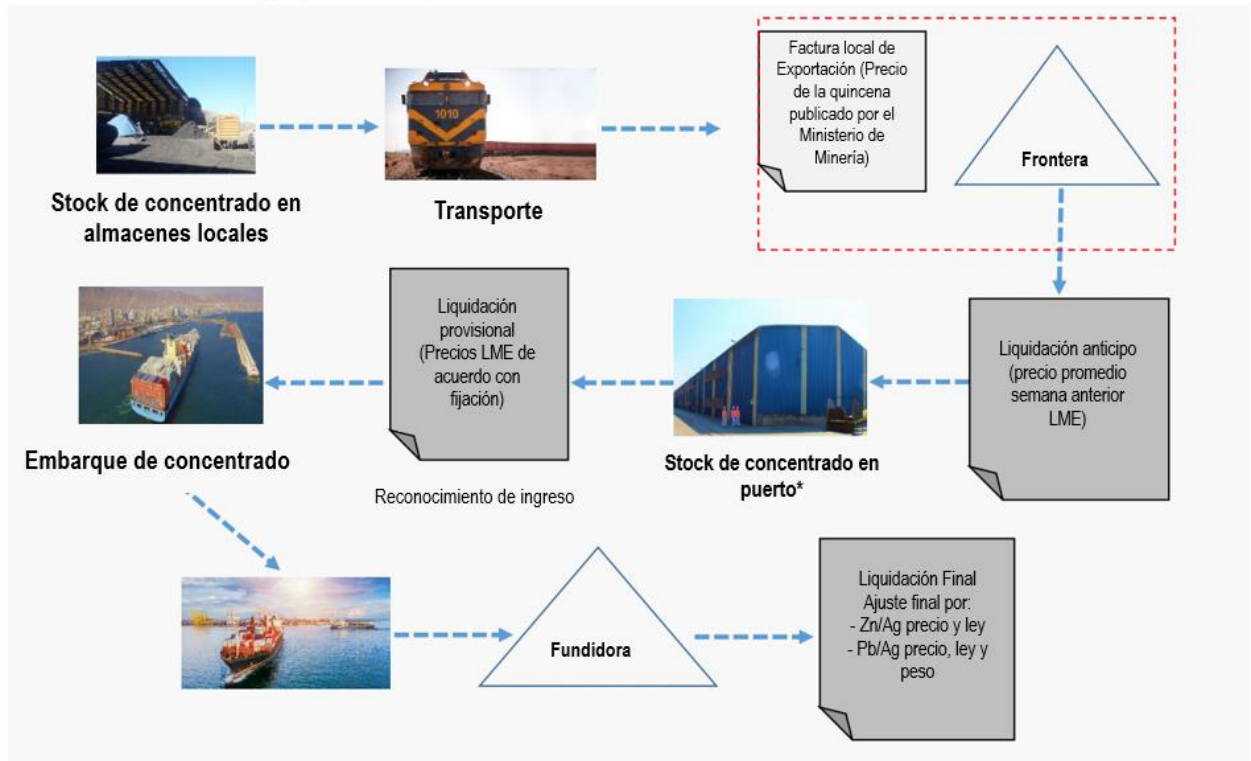 1010
Stock de concentrado en
almacenes locales
Transporte
Factura local de
Exportación (Precio
de la quincena
publicado por el
Ministerio de
Minería)
Frontera
Liquidación anticipo
(precio promedio
semana anterior
LME)
Stock de concentrado en
puerto*
Liquidación
provisional
(Precios LME de
acuerdo con
fijación)
Reconocimiento de ingreso
Embarque de concentrado
Fundidora
Liquidación Final
Ajuste final por:
- Zn/Ag precio y ley
- Pb/Ag precio, ley y
peso